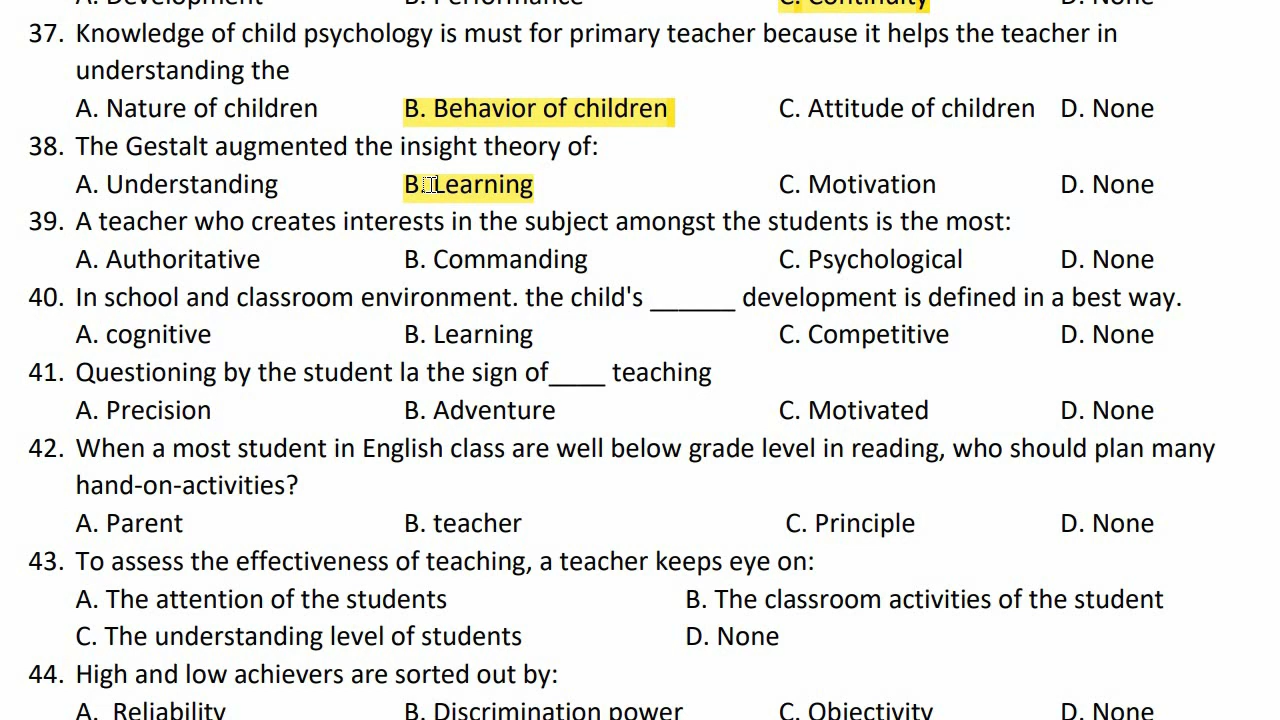 A. Development B. Performance C. Continuity D. None
37. Knowledge of child psychology is must for primary teacher because it helps the teacher in
understanding the
A. Nature of children B. Behavior of children C. Attitude of children D. None
38. The Gestalt augmented the insight theory of:
A. Understanding B. Learning C. Motivation D. None
39. A teacher who creates interests in the subject amongst the students is the most:
A. Authoritative B. Commanding C. Psychological D. None
40. In school and classroom environment. the child's ______ development is defined in a best way.
A. cognitive B. Learning C. Competitive D. None
41. Questioning by the student la the sign of____ teaching
A. Precision B. Adventure C. Motivated D. None
42. When a most student in English class are well below grade level in reading, who should plan many
hand-on-activities?
A. Parent B. teacher C. Principle D. None
43. To assess the effectiveness of teaching, a teacher keeps eye on:
A. The attention of the students B. The classroom activities of the student
C. The understanding level of students D. None
44. High and low achievers are sorted out by:
A. Reliability B. Discrimination power C. Objectivity D. None